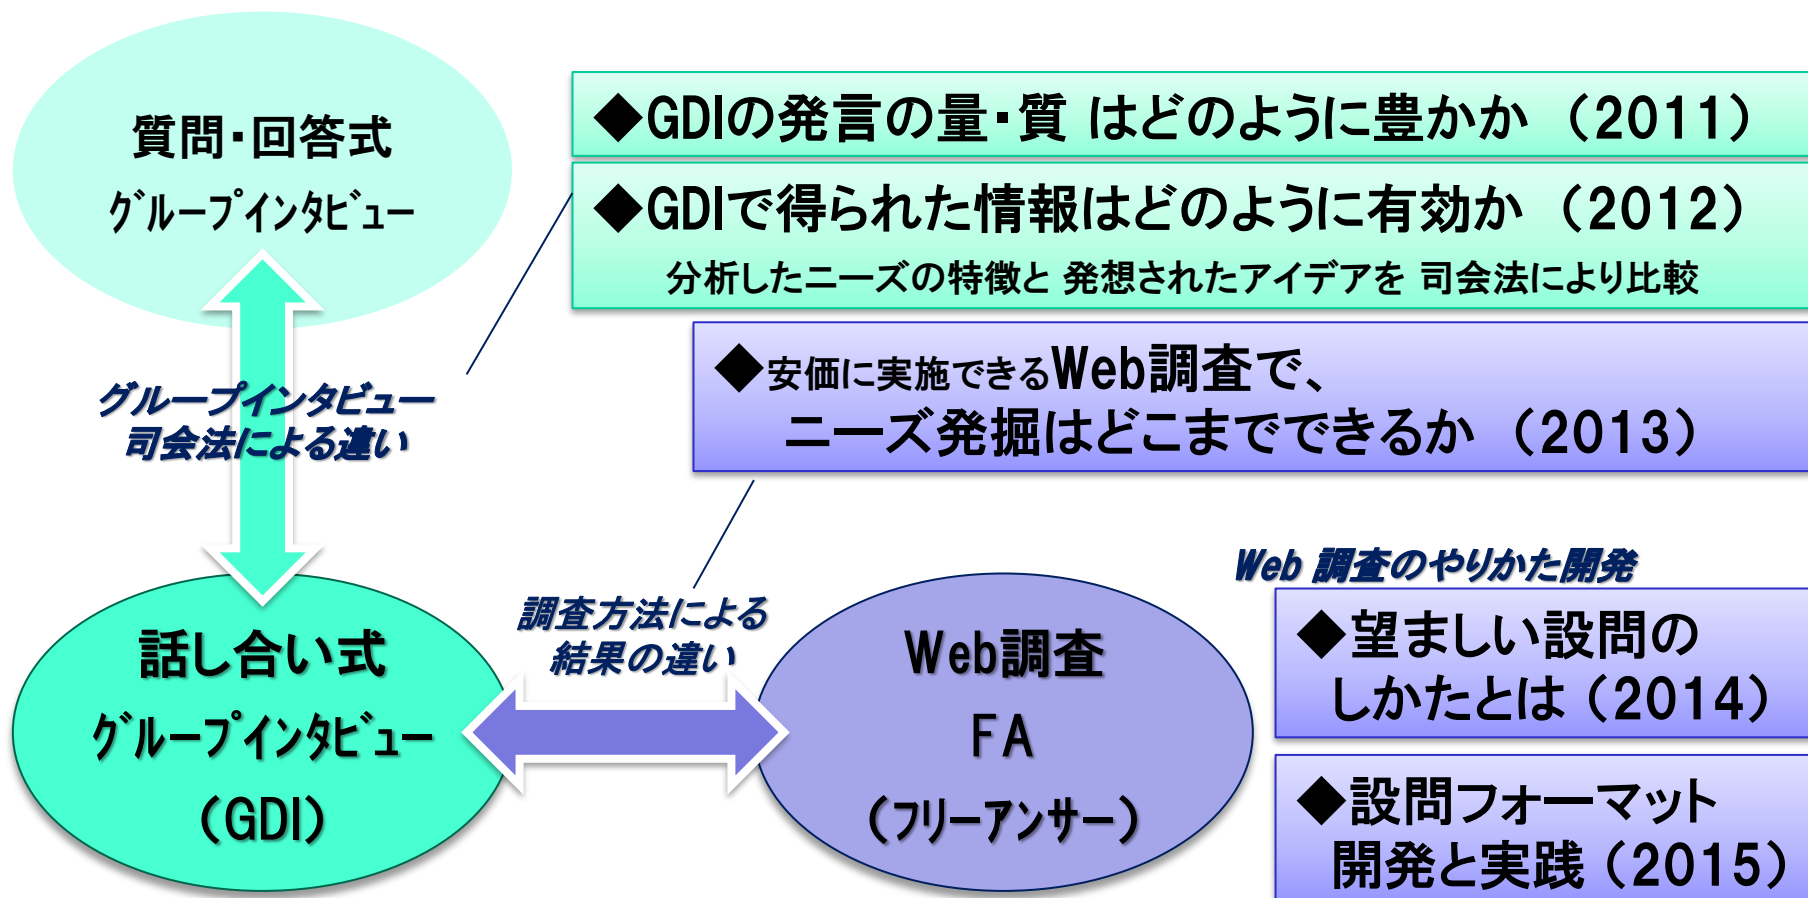 質問・回答式
ｸﾞﾙｰﾌﾟｲﾝﾀﾋﾞｭｰ
◆GDIの発言の量・質 はどのように豊かか （2011）
◆GDIで得られた情報はどのように有効か （2012）
分析したニーズの特徴と 発想されたアイデアを 司会法により比較
◆安価に実施できるWeb調査で、
ニーズ発掘はどこまでできるか （2013）
グループインタビュー
司会法による違い
調査方法による
結果の違い
話し合い式
ｸﾞﾙｰﾌﾟｲﾝﾀﾋﾞｭｰ
（GDI）
Web調査
ＦＡ
（ﾌﾘｰｱﾝｻｰ）
Web 調査のやりかた開発
◆望ましい設問の
しかたとは（2014）
◆設問フォーマット
開発と実践（2015）